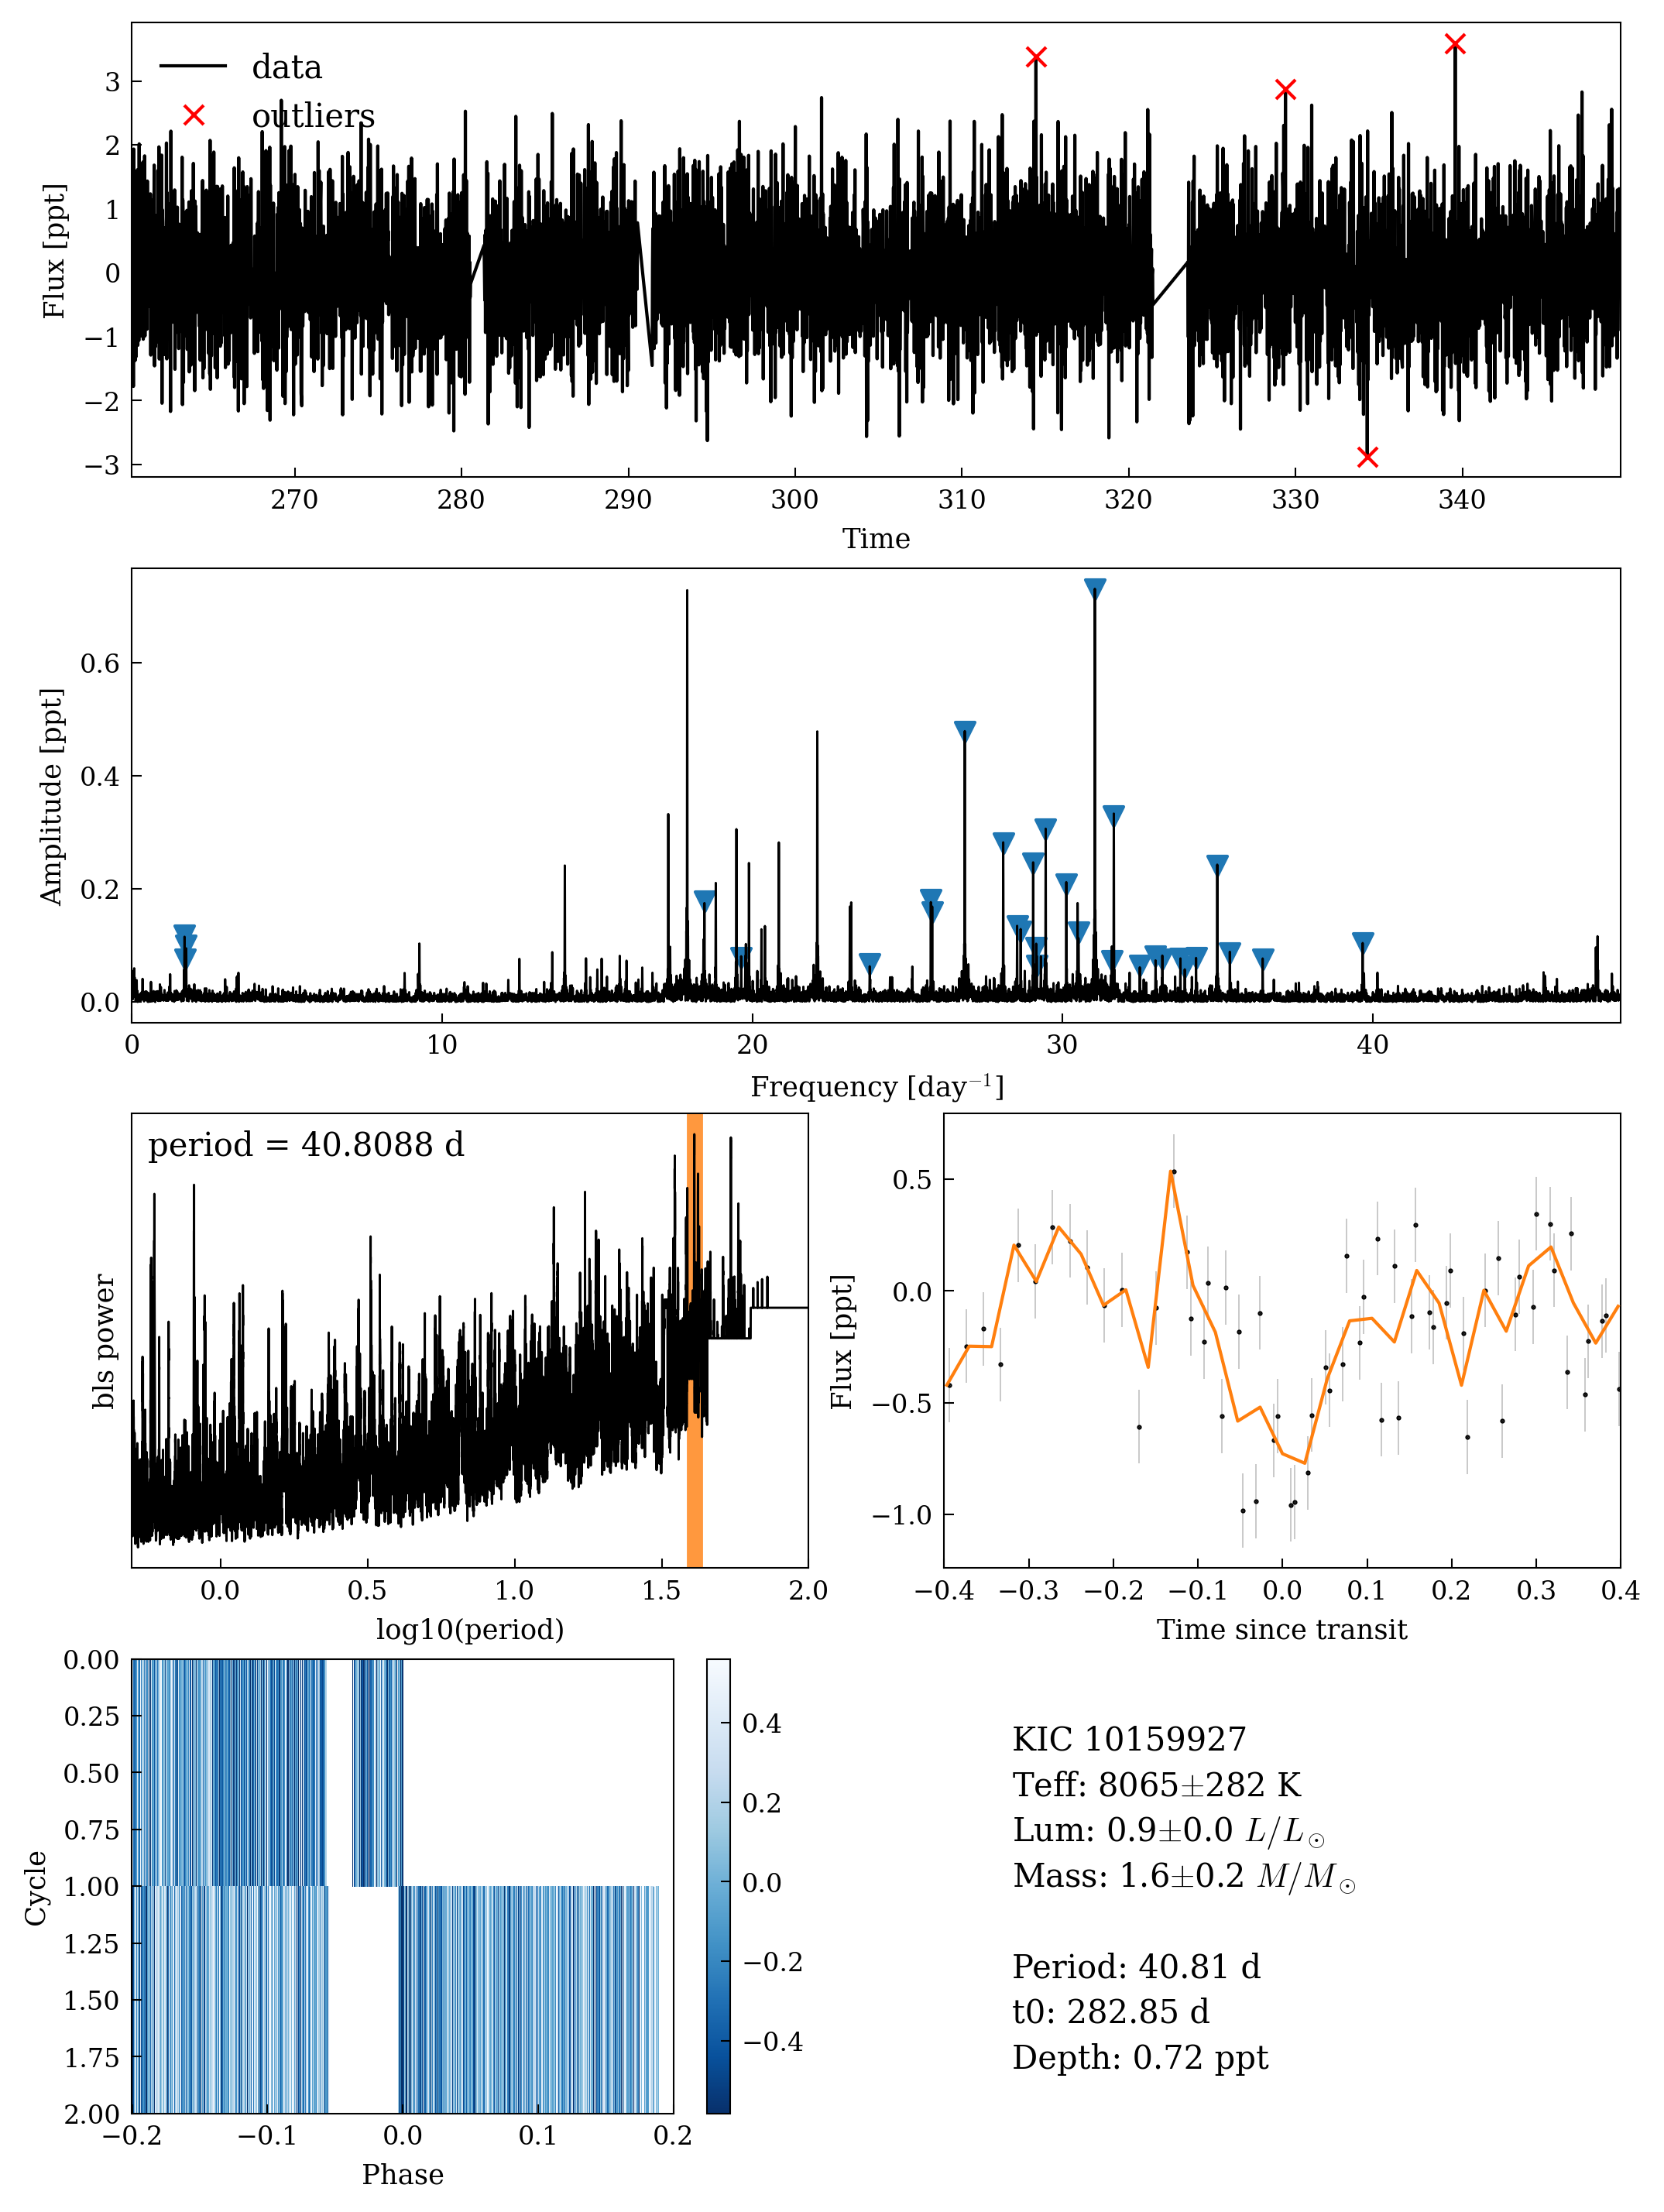 data
outliers
3
2
1
0
−1
−2
−3
Flux [ppt]
270 280 290 300 310 320 330 340
Time
0.6
0.4
0.2
0.0
Amplitude [ppt]
0 10 20 30 40
Frequency [day⁻¹]
period = 40.8088 d
bls power
0.0 0.5 1.0 1.5 2.0
log10(period)
0.5
0.0
−0.5
−1.0
Flux [ppt]
−0.4 −0.3 −0.2 −0.1 0.0 0.1 0.2 0.3 0.4
Time since transit
0.00
0.25
0.50
0.75
1.00
1.25
1.50
1.75
2.00
Cycle
−0.2 −0.1 0.0 0.1 0.2
Phase
0.4
0.2
0.0
−0.2
−0.4
KIC 10159927
Teff: 8065±282 K
Lum: 0.9±0.0 L/L⊙
Mass: 1.6±0.2 M/M⊙
Period: 40.81 d
t0: 282.85 d
Depth: 0.72 ppt